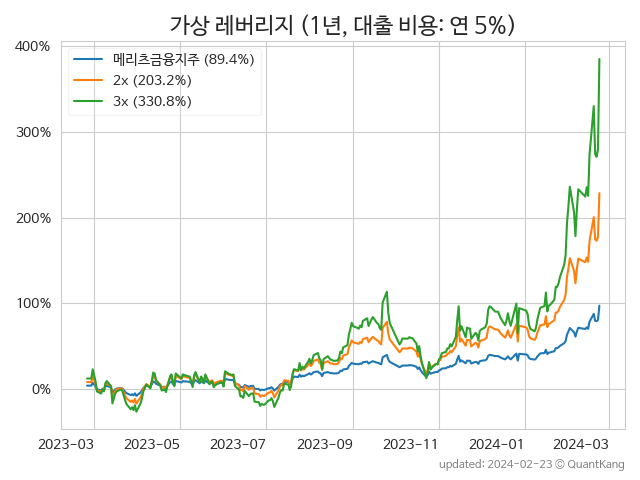 가상 레버리지 (1년, 대출 비용: 연 5%)
400%
300%
200%
100%
0%
메리츠금융지주 (89.4%)
2x (203.2%)
3x (330.8%)
2023-03 2023-05 2023-07 2023-09 2023-11 2024-01 2024-03
updated: 2024-02-23 © QuantKang